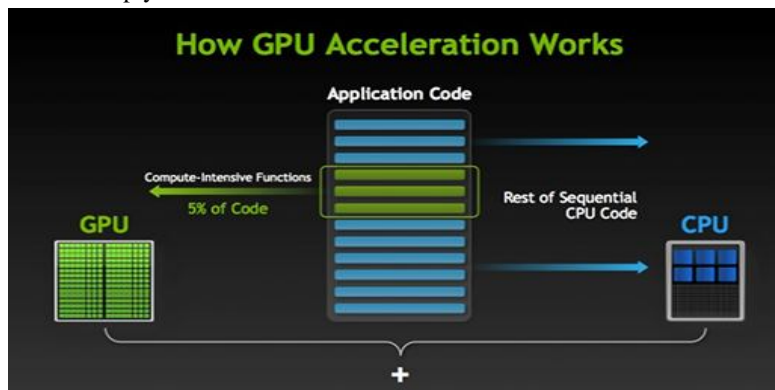 How GPU Acceleration Works
Application Code
Compute-Intensive Functions
5% of Code
Rest of Sequential
CPU Code
GPU
CPU
+